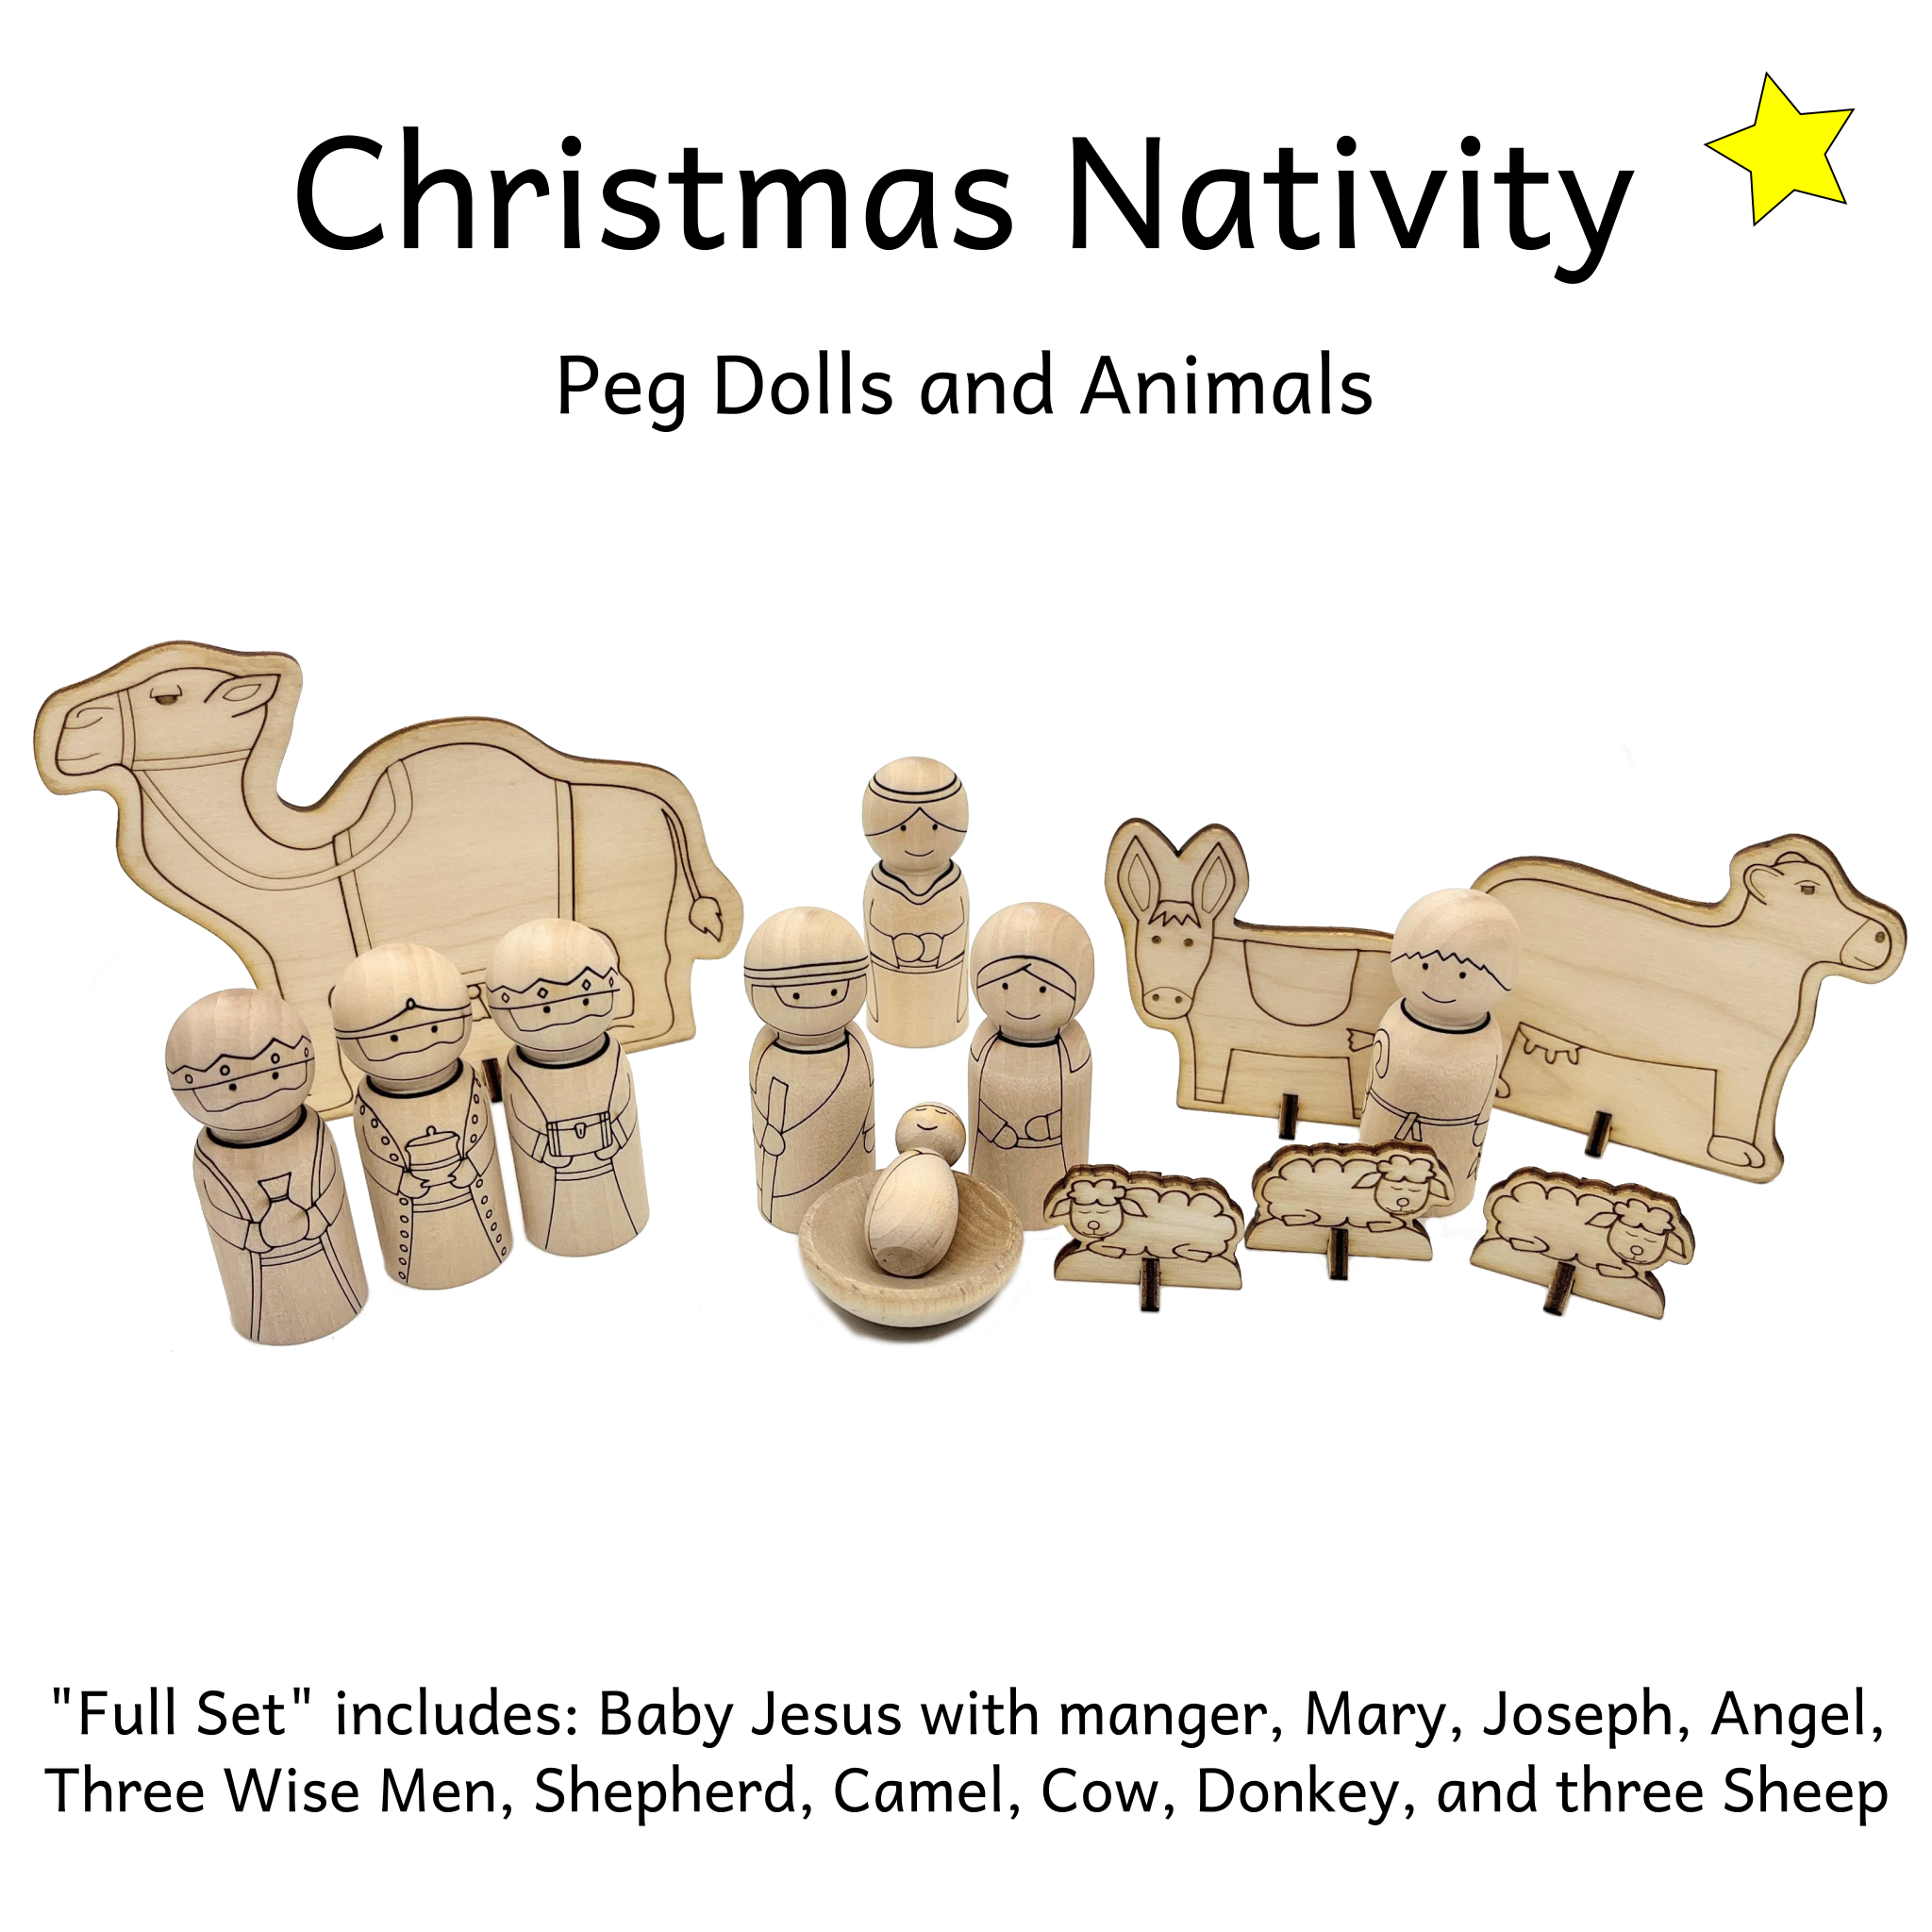 Christmas Nativity
Peg Dolls and Animals
"Full Set" includes: Baby Jesus with manger, Mary, Joseph, Angel,
Three Wise Men, Shepherd, Camel, Cow, Donkey, and three Sheep